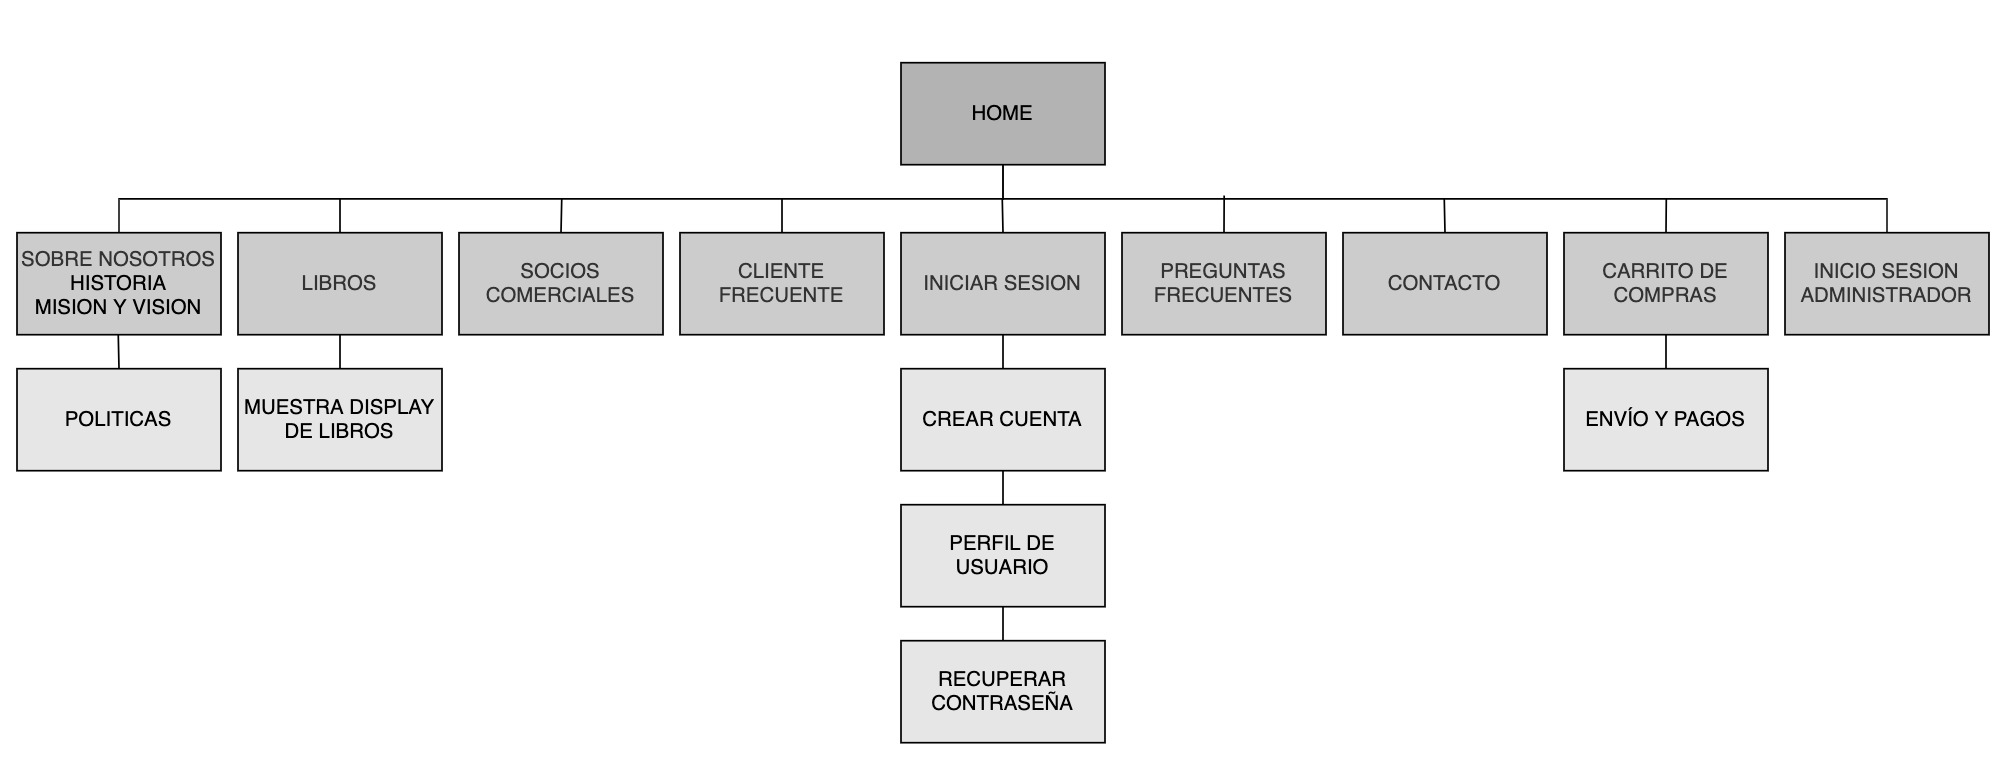 HOME
SOBRE NOSOTROS
HISTORIA
MISION Y VISION
LIBROS
SOCIOS
COMERCIALES
CLIENTE
FRECUENTE
INICIAR SESION
PREGUNTAS
FRECUENTES
CONTACTO
CARRITO DE
COMPRAS
INICIO SESION
ADMINISTRADOR
POLITICAS
MUESTRA DISPLAY
DE LIBROS
CREAR CUENTA
ENVÍO Y PAGOS
PERFIL DE
USUARIO
RECUPERAR
CONTRASEÑA